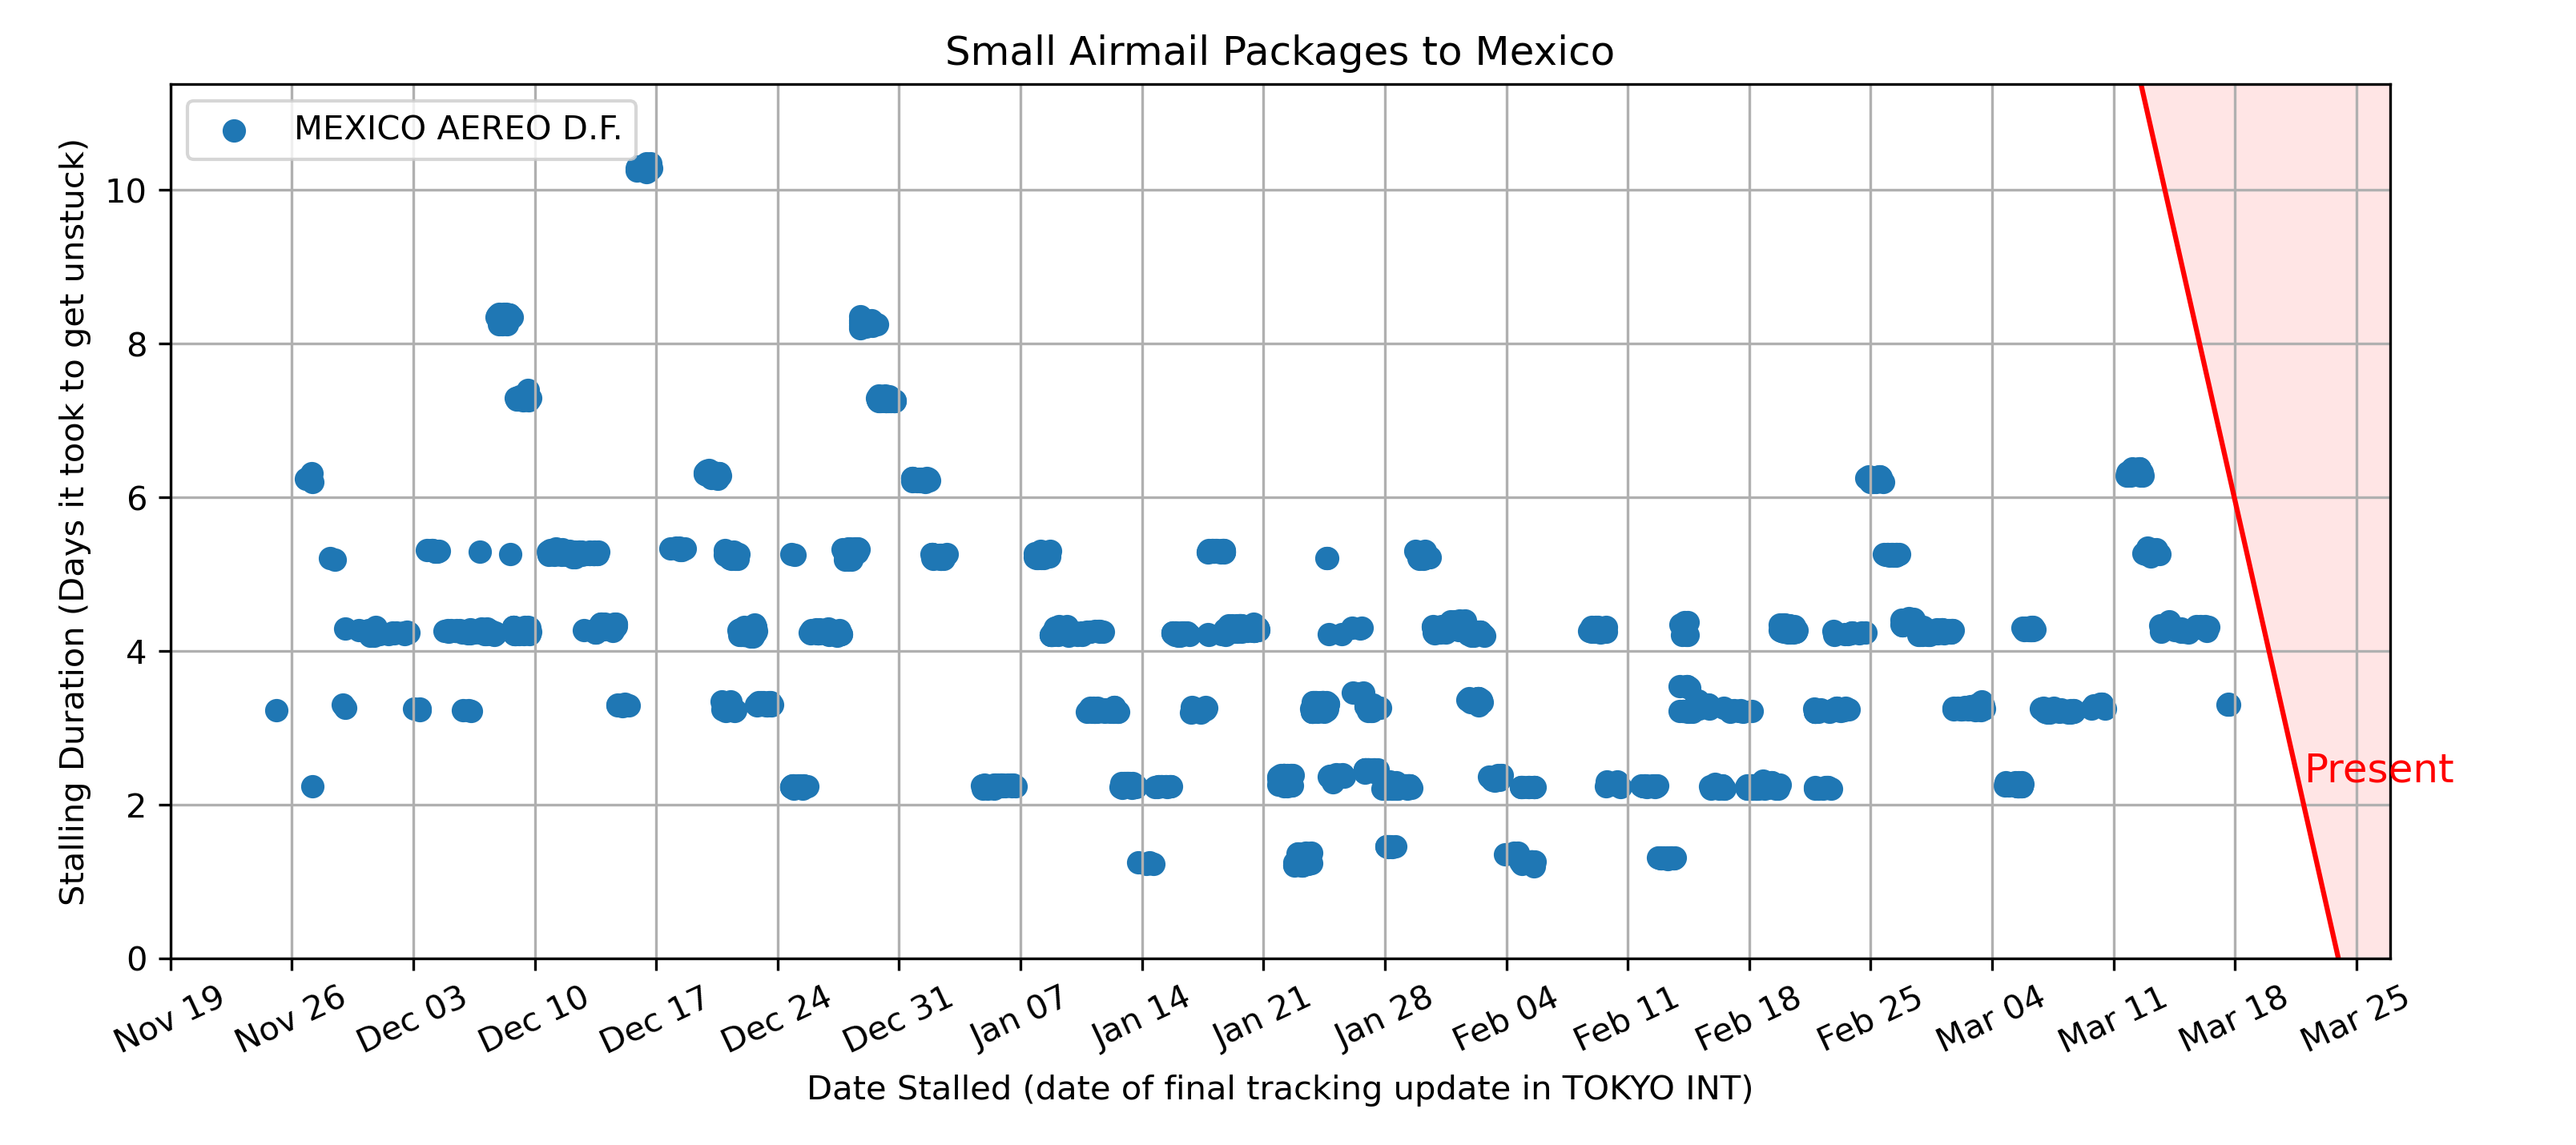 Small Airmail Packages to Mexico
MEXICO AEREO D.F.
Stalling Duration (Days it took to get unstuck)
10
8
6
4
2
0
Present
Nov 19
Nov 26
Dec 03
Dec 10
Dec 17
Dec 24
Dec 31
Jan 07
Jan 14
Jan 21
Jan 28
Feb 04
Feb 11
Feb 18
Feb 25
Mar 04
Mar 11
Mar 18
Mar 25
Date Stalled (date of final tracking update in TOKYO INT)